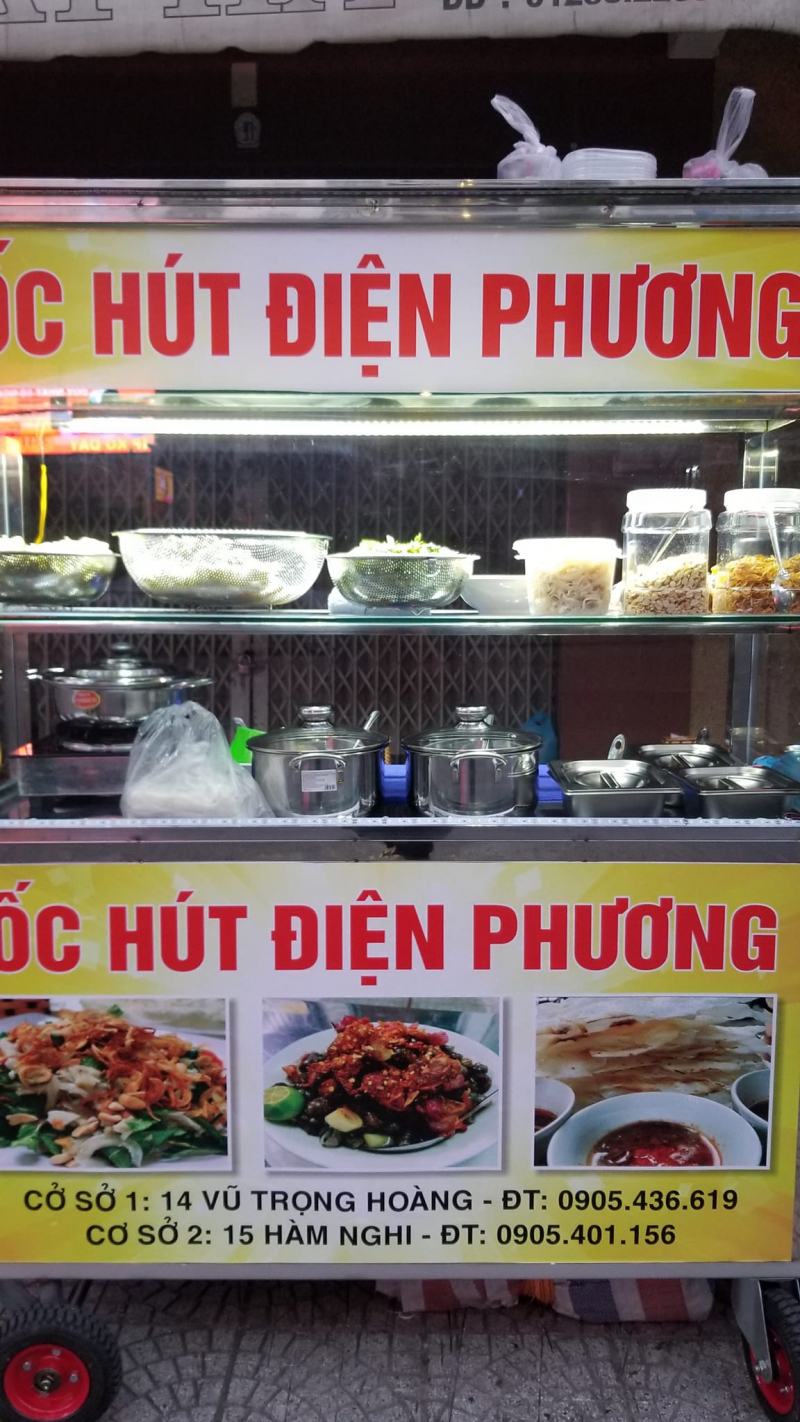 ỐC HÚT ĐIỆN PHƯƠNG
ỐC HÚT ĐIỆN PHƯƠNG
CỞ SỞ 1: 14 VŨ TRỌNG HOÀNG - ĐT: 0905.436.619
CƠ SỞ 2: 15 HÀM NGHI - ĐT: 0905.401.156